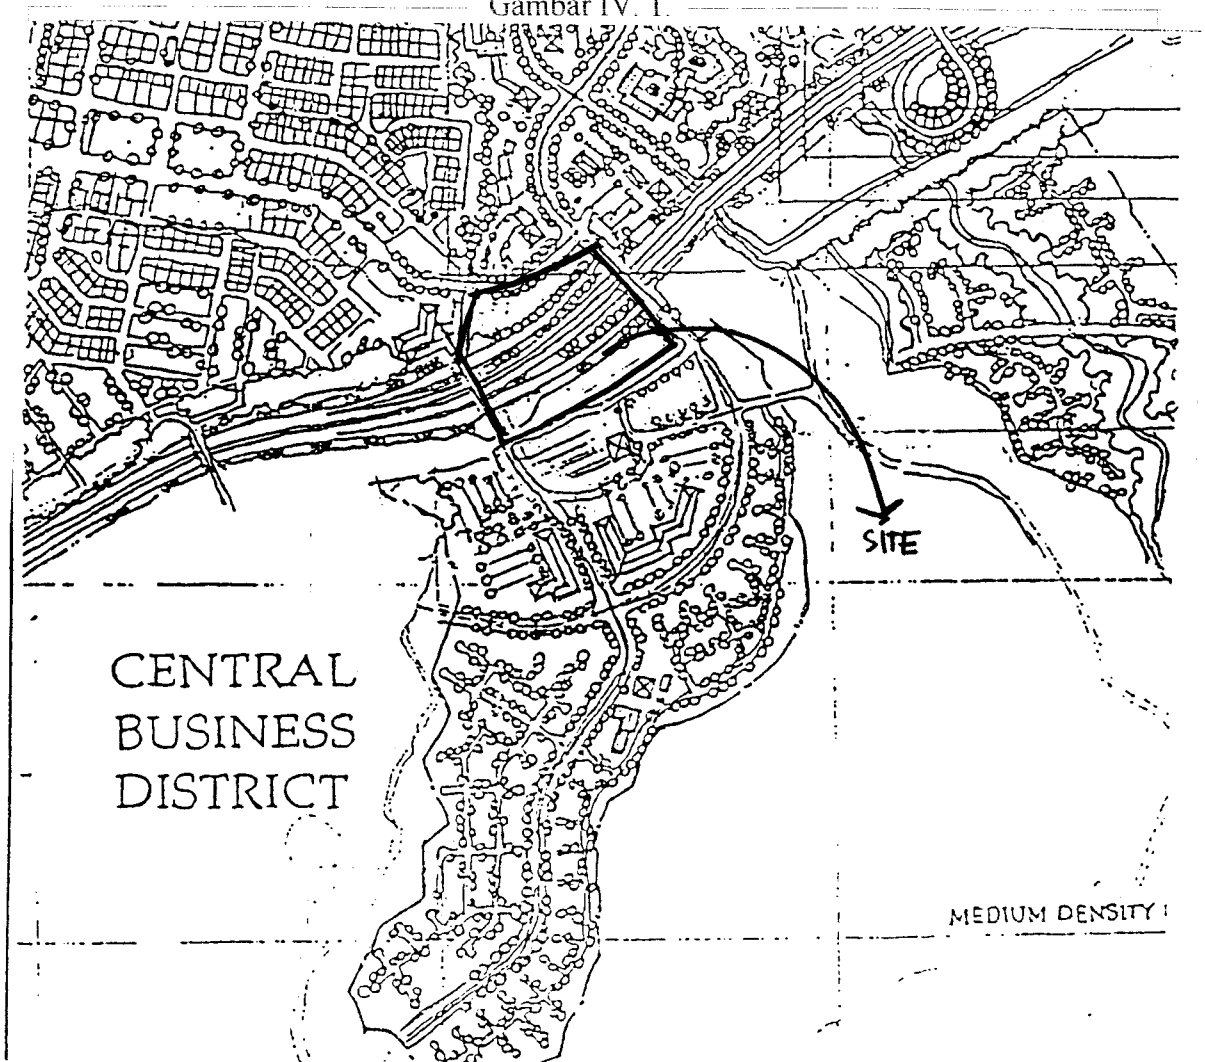 Gambar IV. 1.
SITE
CENTRAL
BUSINESS
DISTRICT
MEDIUM DENSITY